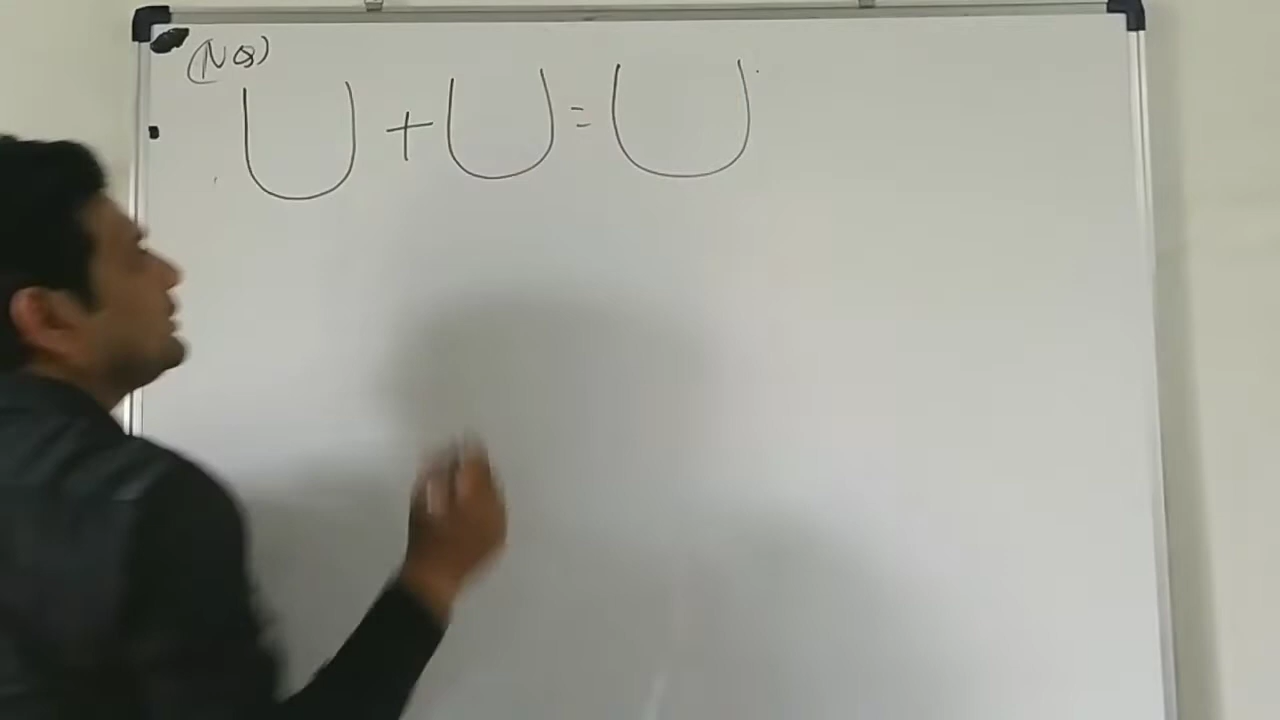 (NQ)
U + U = U